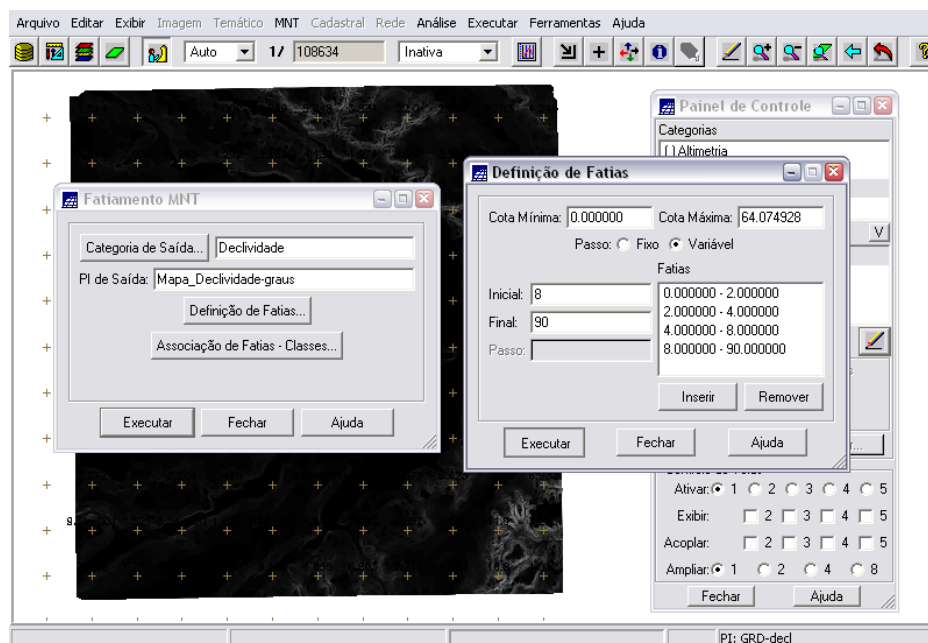 Arquivo Editar Exibir Imagem Temático MNT Cadastral Rede Análise Executar Ferramentas Ajuda
Auto 1/ 108634 Inativa
Painel de Controle
Categorias
( ) Altimetria
V
Fatiamento MNT
Categoria de Saída... Declividade
PI de Saída: Mapa_Declividade-graus
Definição de Fatias...
Associação de Fatias - Classes...
Executar Fechar Ajuda
Definição de Fatias
Cota Mínima: 0.000000 Cota Máxima: 64.074928
Passo: Fixo Variável
Fatias
Inicial: 8
Final: 90
Passo:
0.000000 - 2.000000
2.000000 - 4.000000
4.000000 - 8.000000
8.000000 - 90.000000
Inserir Remover
Executar Fechar Ajuda
Ativar: 1 2 3 4 5
Exibir: 2 3 4 5
Acoplar: 2 3 4 5
Ampliar: 1 2 4 8
Fechar Ajuda
PI: GRD-decl